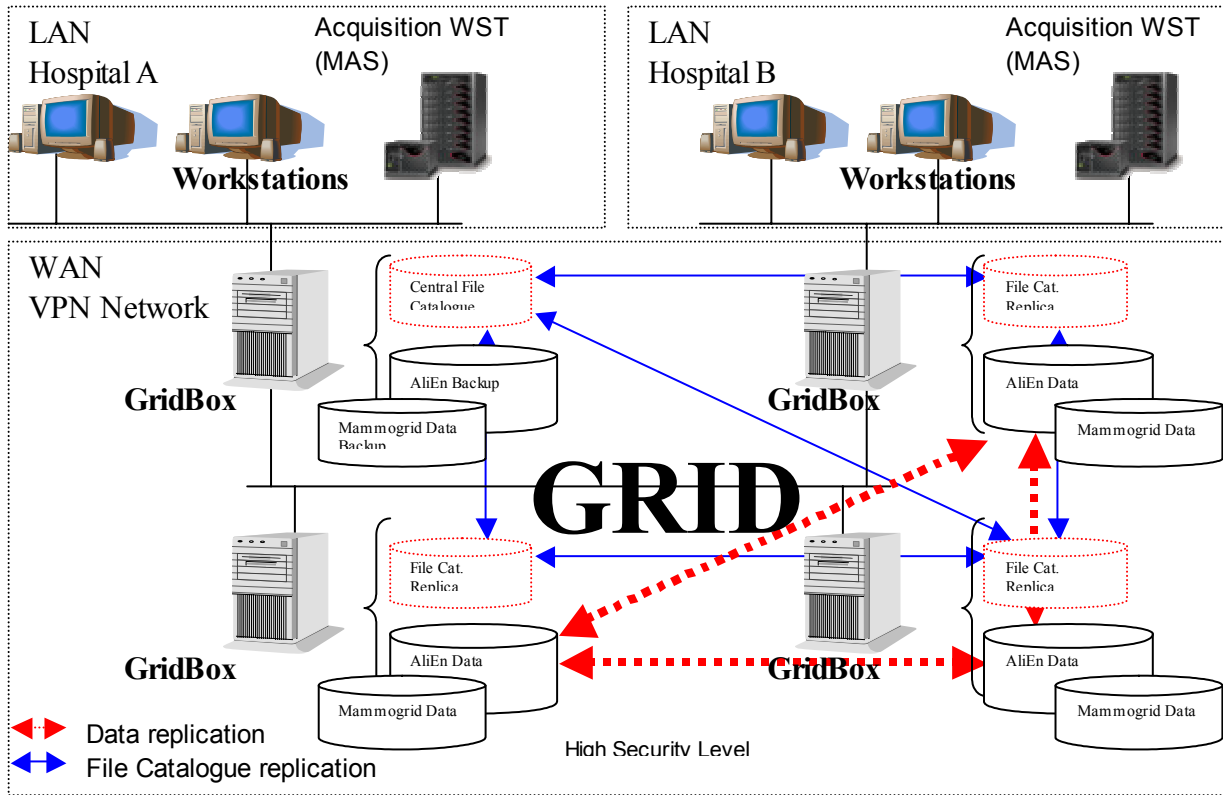 LAN
Hospital A
Acquisition WST
(MAS)
Workstations
LAN
Hospital B
Acquisition WST
(MAS)
Workstations
WAN
VPN Network
GridBox
Central File
Catalogue
AliEn Backup
Mammogrid Data
Backup
GridBox
File Cat.
Replica
AliEn Data
Mammogrid Data
GRID
GridBox
File Cat.
Replica
AliEn Data
Mammogrid Data
GridBox
File Cat.
Replica
AliEn Data
Mammogrid Data
Data replication
File Catalogue replication
High Security Level